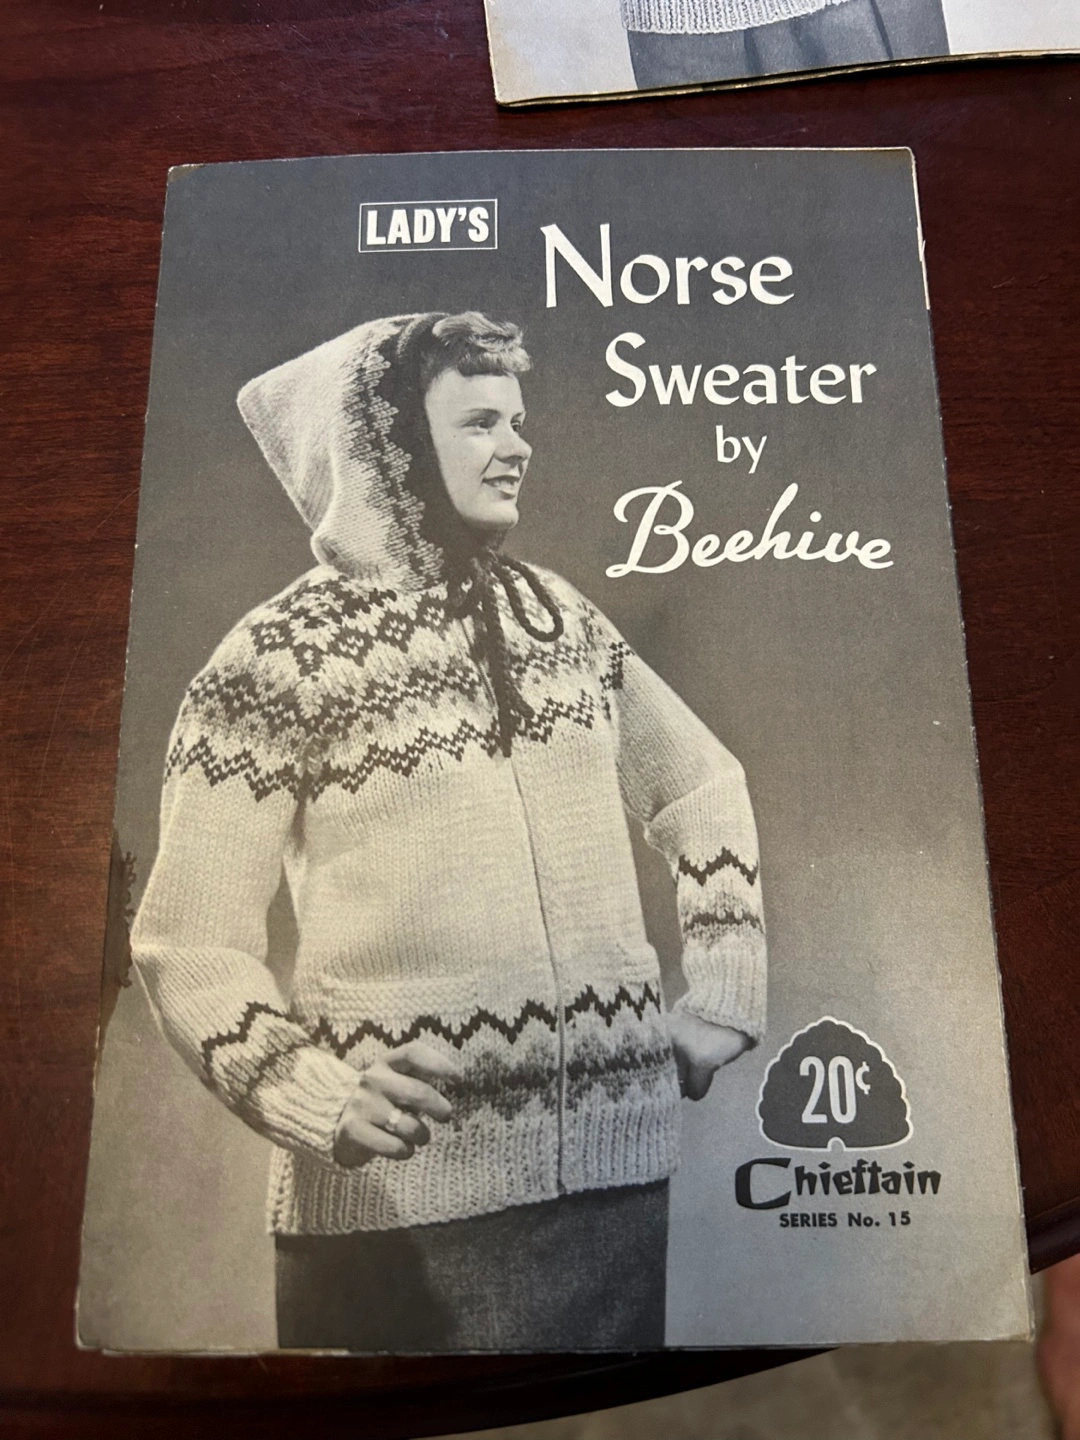 LADY'S
Norse
Sweater
by
Beehive
20¢
Chieftain
SERIES No. 15